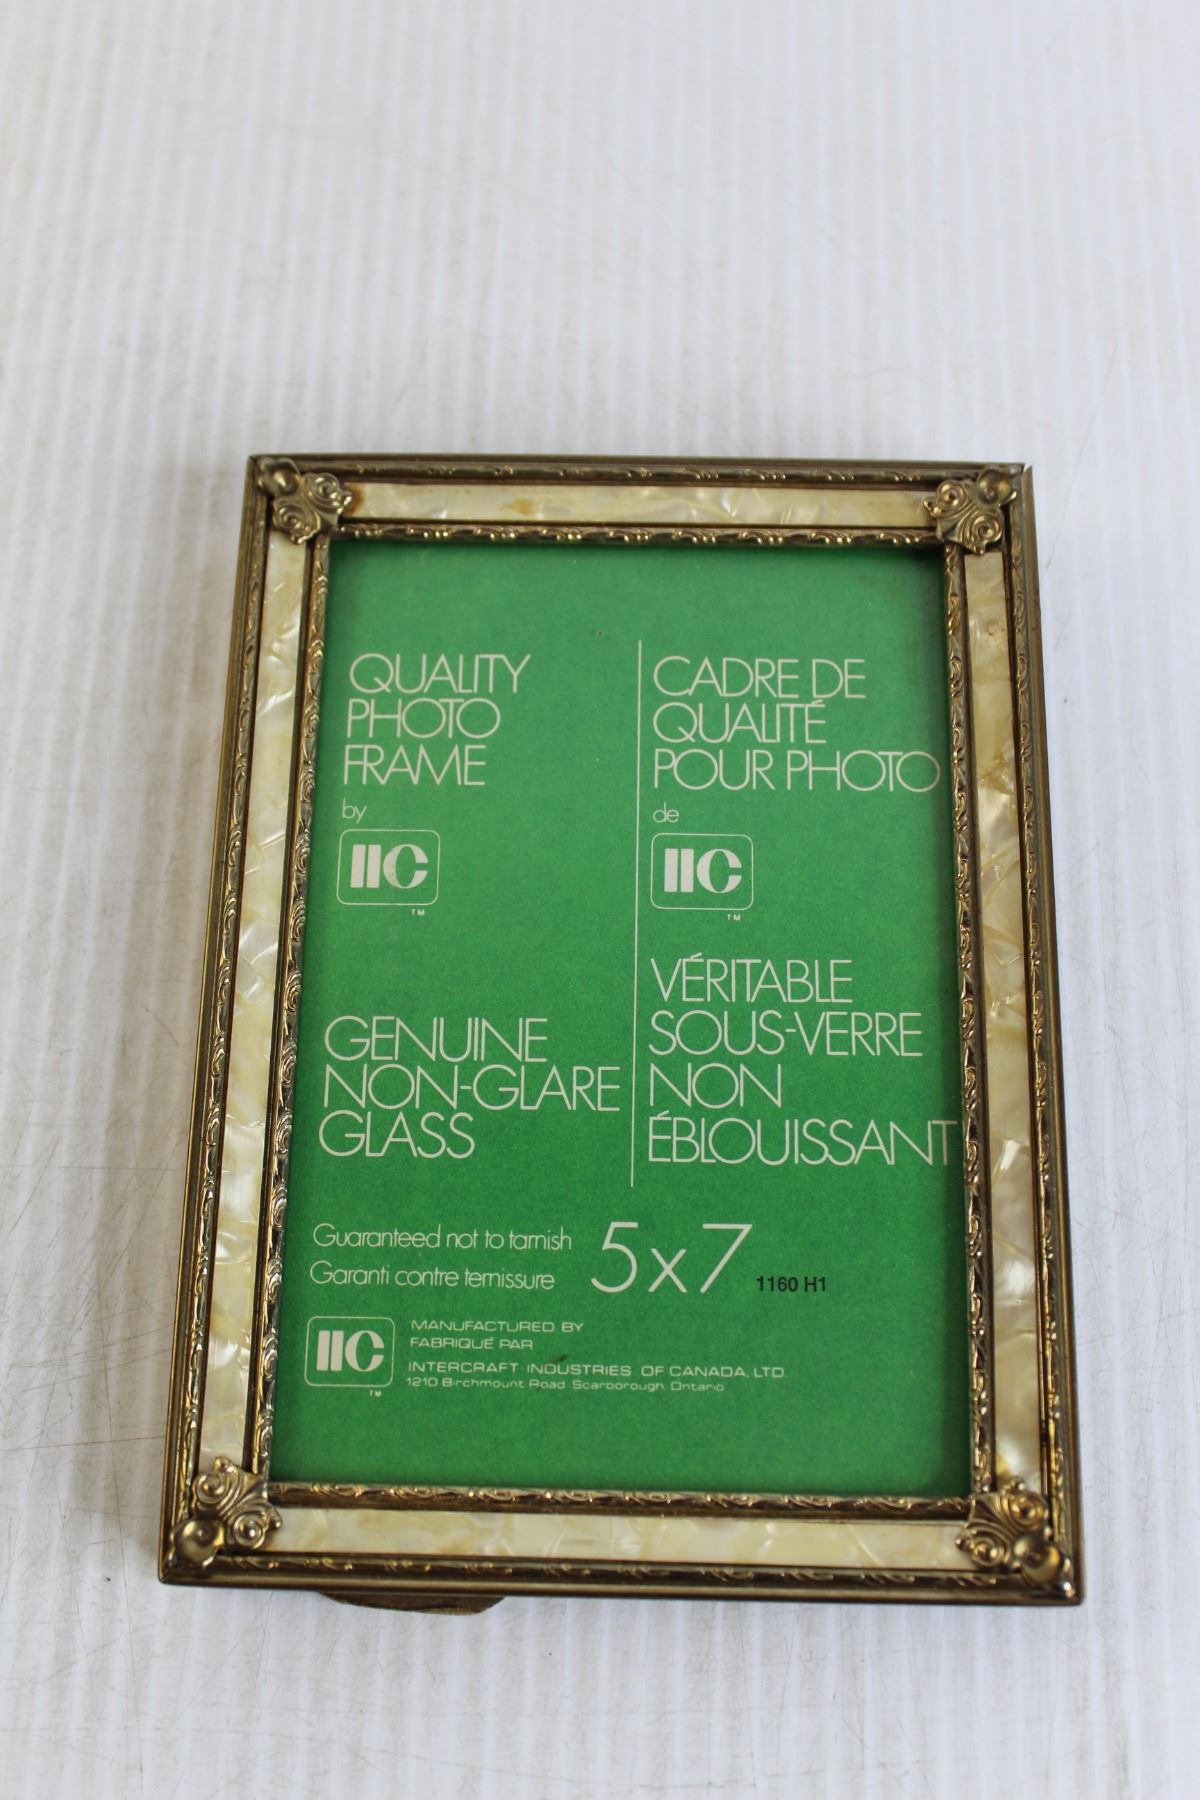 QUALITY
PHOTO
FRAME
by
IIC
TM
GENUINE
NON-GLARE
GLASS
CADRE DE
QUALITÉ
POUR PHOTO
de
IIC
TM
VÉRITABLE
SOUS-VERRE
NON
ÉBLOUISSANT
Guaranteed not to tarnish
Garanti contre ternissure
5x7 1160 H1
IIC
TM
MANUFACTURED BY
FABRIQUÉ PAR
INTERCRAFT INDUSTRIES OF CANADA, LTD.
1210 Birchmount Road Scarborough, Ontario